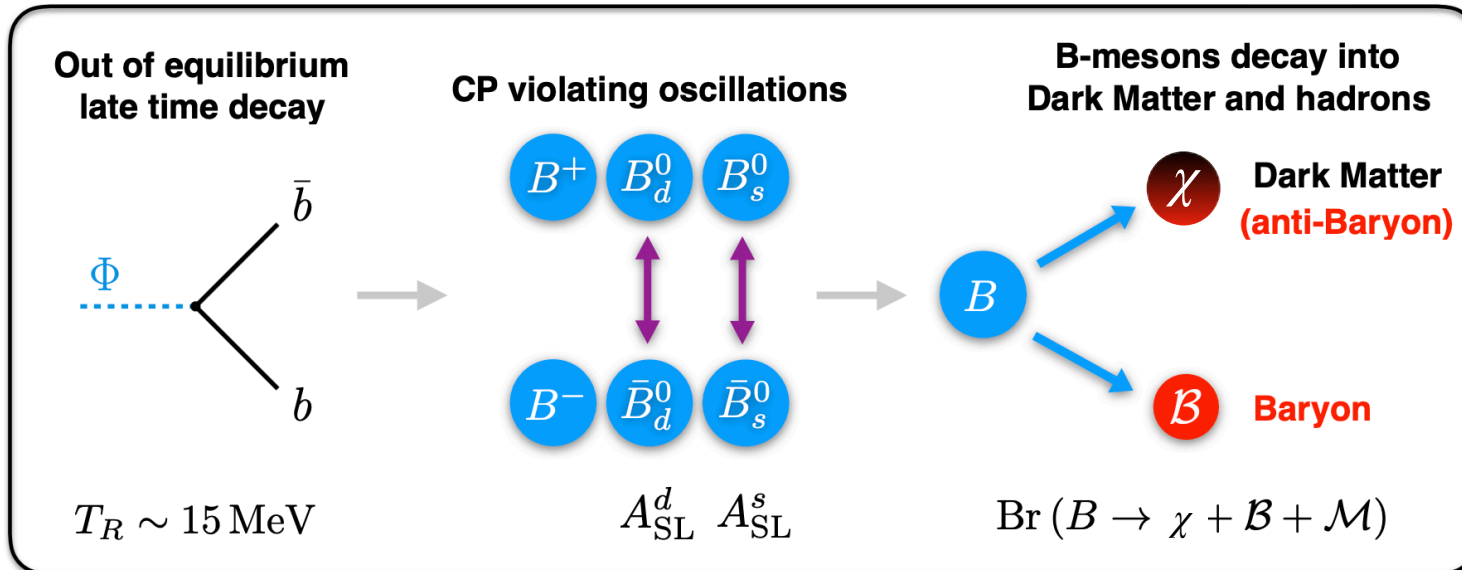 Out of equilibrium
late time decay
Φ
b̄
b
T_R ∼ 15 MeV
CP violating oscillations
B⁺ B⁰_d B⁰_s
B⁻ B̄⁰_d B̄⁰_s
A^d_SL A^s_SL
B-mesons decay into
Dark Matter and hadrons
B
χ Dark Matter
(anti-Baryon)
ℬ Baryon
Br (B → χ + ℬ + ℳ)